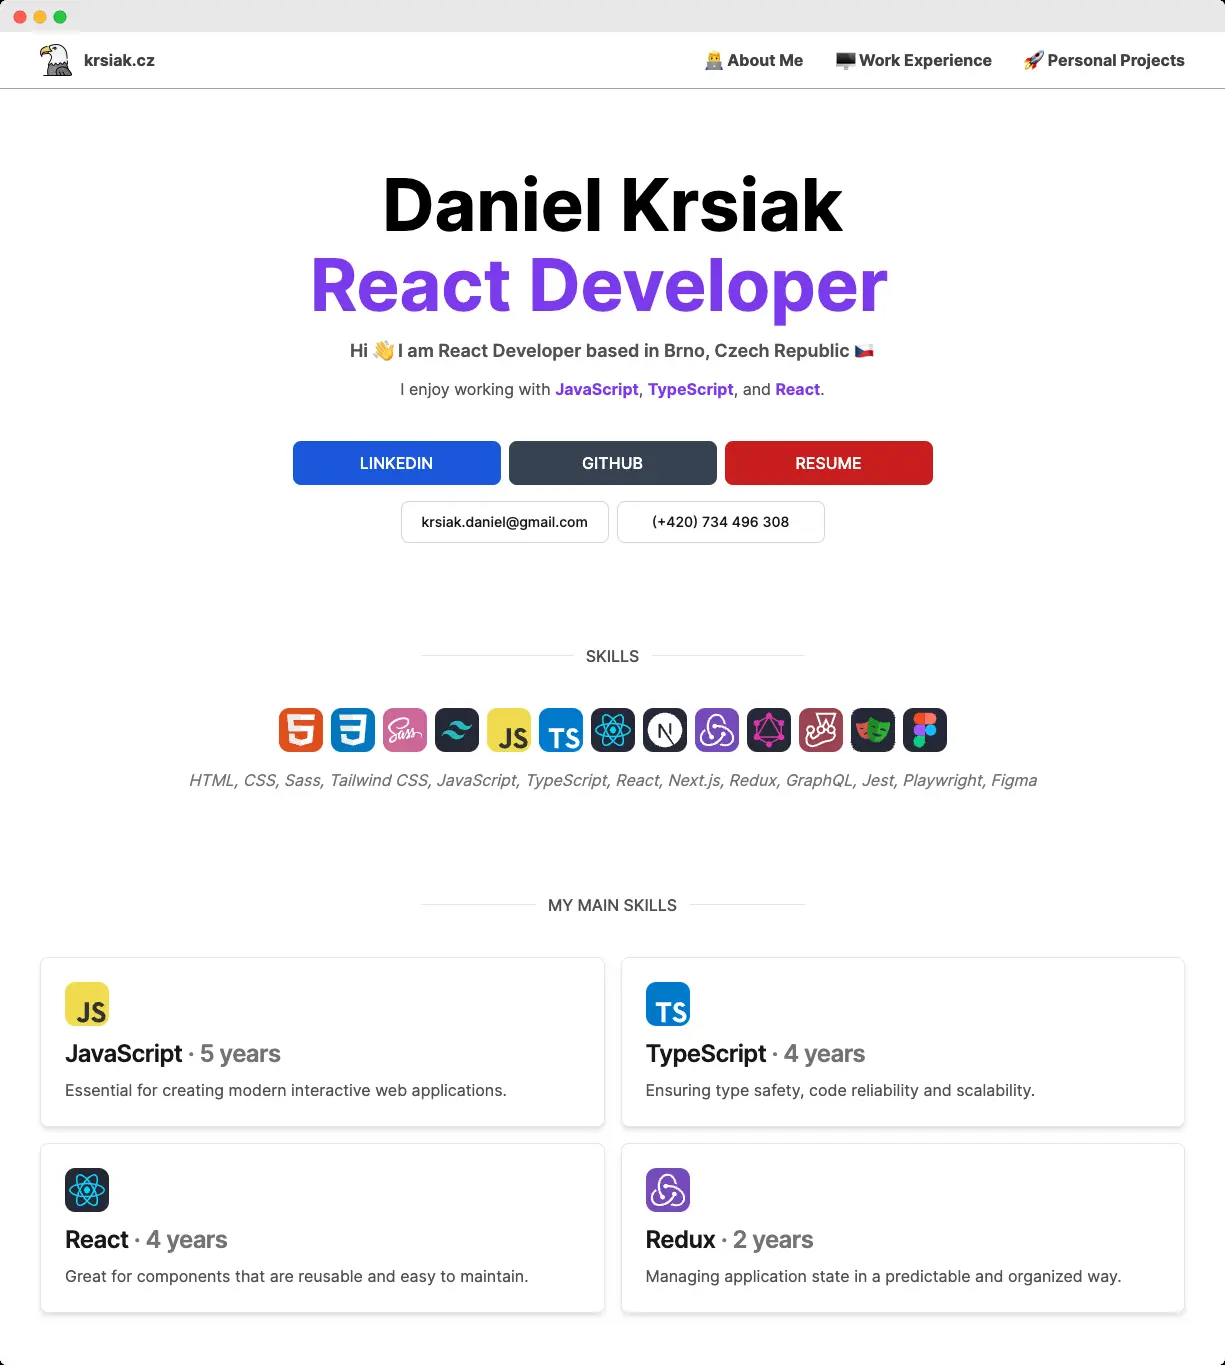 krsiak.cz
About Me
Work Experience
Personal Projects
Daniel Krsiak
React Developer
Hi 👋 I am React Developer based in Brno, Czech Republic 🇨🇿
I enjoy working with JavaScript, TypeScript, and React.
LINKEDIN
GITHUB
RESUME
krsiak.daniel@gmail.com
(+420) 734 496 308
SKILLS
Sass
JS
TS
N
HTML, CSS, Sass, Tailwind CSS, JavaScript, TypeScript, React, Next.js, Redux, GraphQL, Jest, Playwright, Figma
MY MAIN SKILLS
JS
JavaScript · 5 years
Essential for creating modern interactive web applications.
TS
TypeScript · 4 years
Ensuring type safety, code reliability and scalability.
React · 4 years
Great for components that are reusable and easy to maintain.
Redux · 2 years
Managing application state in a predictable and organized way.